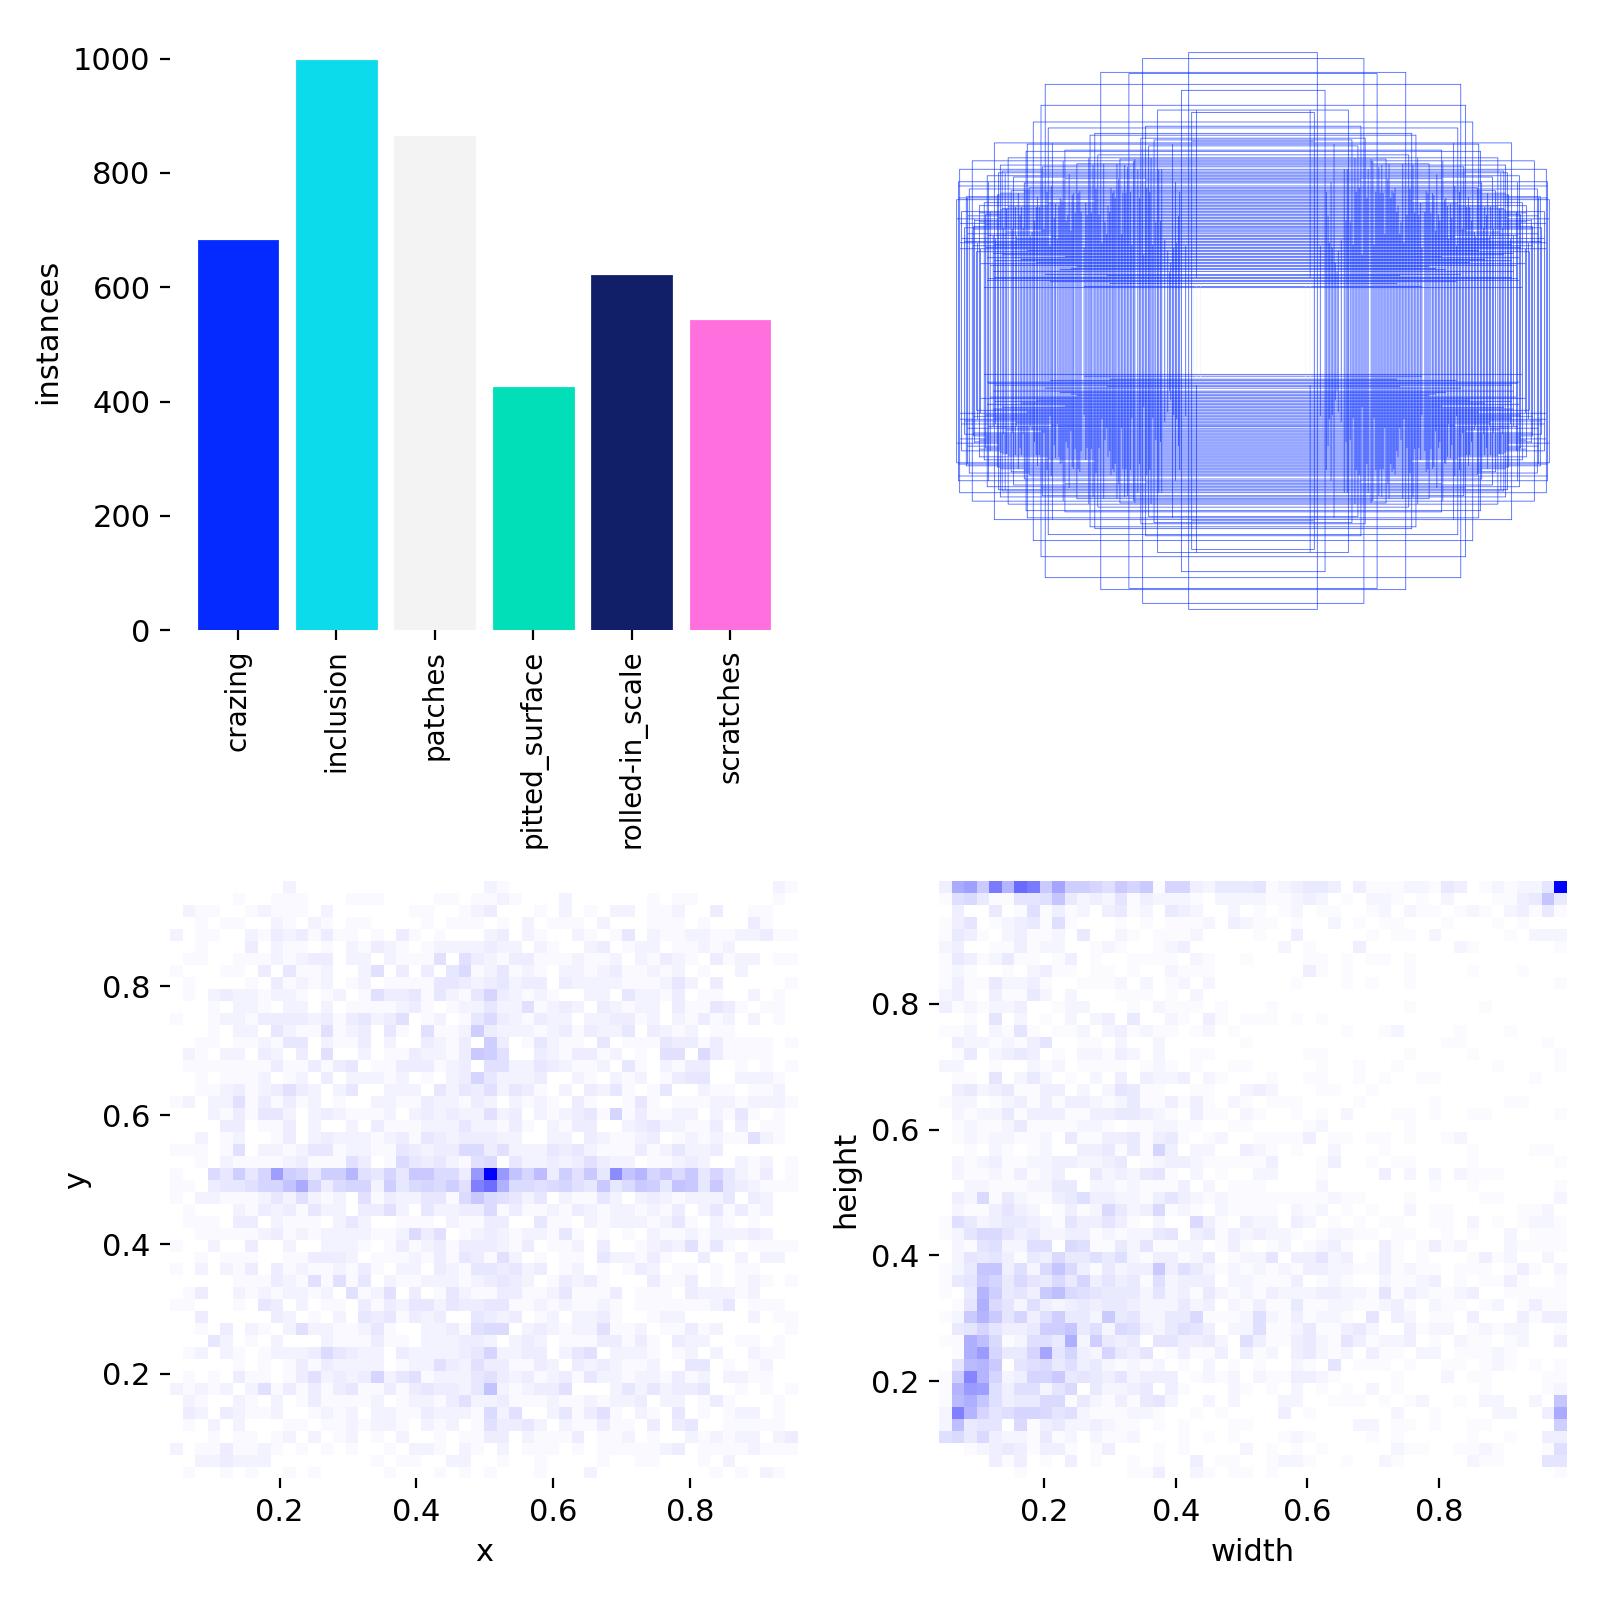 1000
800
600
400
200
0
instances
crazing
inclusion
patches
pitted_surface
rolled-in_scale
scratches
0.8
0.6
0.4
0.2
y
0.2 0.4 0.6 0.8
x
0.8
0.6
0.4
0.2
height
0.2 0.4 0.6 0.8
width